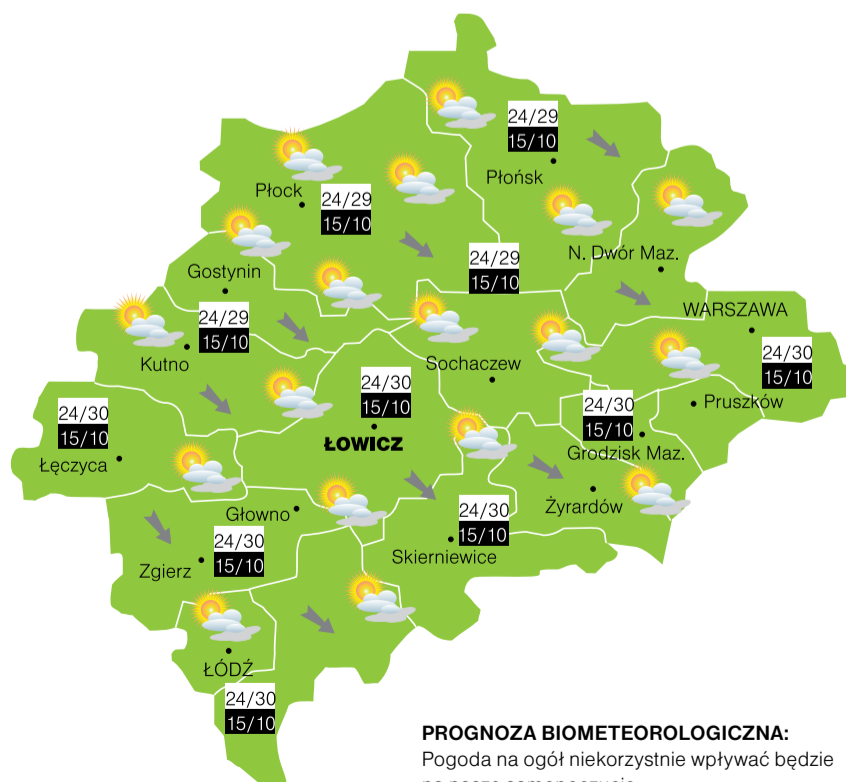 24/29
15/10
Płońsk
Płock
24/29
15/10
N. Dwór Maz.
24/29
15/10
Gostynin
WARSZAWA
24/29
15/10
Kutno
Sochaczew
24/30
15/10
24/30
15/10
Pruszków
24/30
15/10
ŁOWICZ
24/30
15/10
Grodzisk Maz.
Łęczyca
Żyrardów
Głowno
24/30
15/10
Skierniewice
24/30
15/10
Zgierz
ŁÓDŹ
24/30
15/10
PROGNOZA BIOMETEOROLOGICZNA:
Pogoda na ogół niekorzystnie wpływać będzie